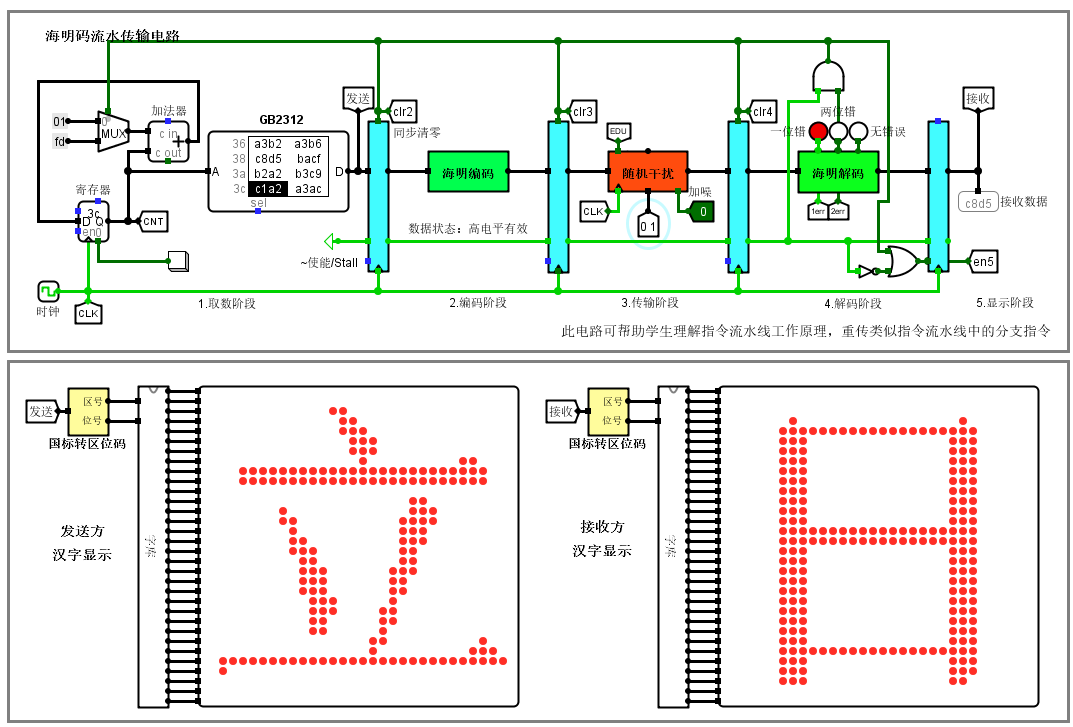 海明码流水传输电路
01
fd
0
MUX
加法器
c in
+
c out
寄存器
3c
D Q
en0
CNT
时钟
CLK
GB2312
A
36 a3b2 a3b6
38 c8d5 bacf
3a b2a2 b3c9
3c c1a2 a3ac
sel
D
发送
clr2
同步清零
海明编码
数据状态：高电平有效
~使能/Stall
clr3
EDU
随机干扰
CLK
0 1
加噪
0
clr4
两位错
一位错
无错误
海明解码
1err
2err
en5
接收
c8d5
接收数据
1.取数阶段
2.编码阶段
3.传输阶段
4.解码阶段
5.显示阶段
此电路可帮助学生理解指令流水线工作原理，重传类似指令流水线中的分支指令
发送
区号
位号
国标转区位码
发送方
汉字显示
字库
立
接收
区号
位号
国标转区位码
接收方
汉字显示
字库
日